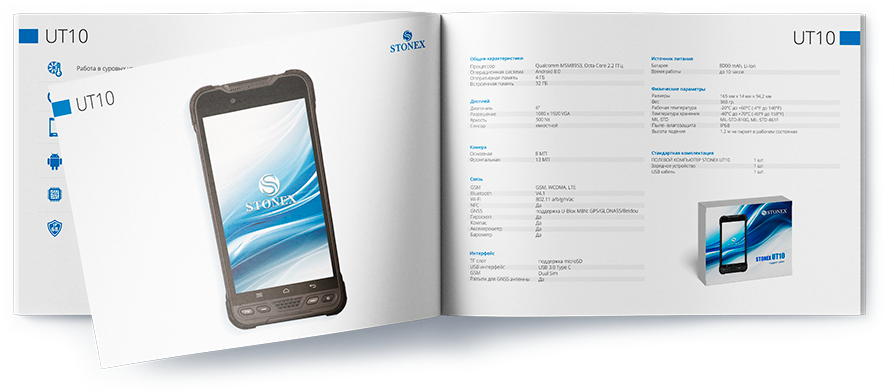 UT10
Работа в суровых
UT10
STONEX
STONEX
UT10
Общие характеристики
Процессор Qualcomm MSM8953, Octa Core 2.2 ГГц
Операционная система Android 8.0
Оперативная память 4 ГБ
Встроенная память 32 ГБ
Дисплей
Диагональ 6"
Разрешение 1080 x 1920 VGA
Яркость 500 Nit
Сенсор емкостной
Камера
Основная 8 МП
Фронтальная 13 МП
Связь
GSM GSM, WCDMA, LTE
Bluetooth V4.1
Wi-Fi 802.11 a/b/g/n/ac
NFC Да
GNSS поддержка U-Blox M8N: GPS/GLONASS/Beidou
Гироскоп Да
Компас Да
Акселерометр Да
Барометр Да
Интерфейс
TF слот поддержка microSD
USB интерфейс USB 3.0 Type C
GSM Dual Sim
Разъем для GNSS антенны Да
Источник питания
Батарея 8000 mAh, Li-Ion
Время работы до 10 часов
Физические параметры
Размеры 165 мм x 14 мм x 94,2 мм
Вес 360 гр.
Рабочая температура -20°C до +60°C (-4°F до 140°F)
Температура хранения -40°C до +70°C (-40°F до 158°F)
MIL-STD MIL-STD-810G, MIL-STD-461F
Пыле- влагозащита IP68
Высота падения 1.2 м на паркет в рабочем состоянии
Стандартная комплектация
ПОЛЕВОЙ КОМПЬЮТЕР STONEX UT10 1 шт.
Зарядное устройство 1 шт.
USB кабель 1 шт.
STONEX
STONEX UT10